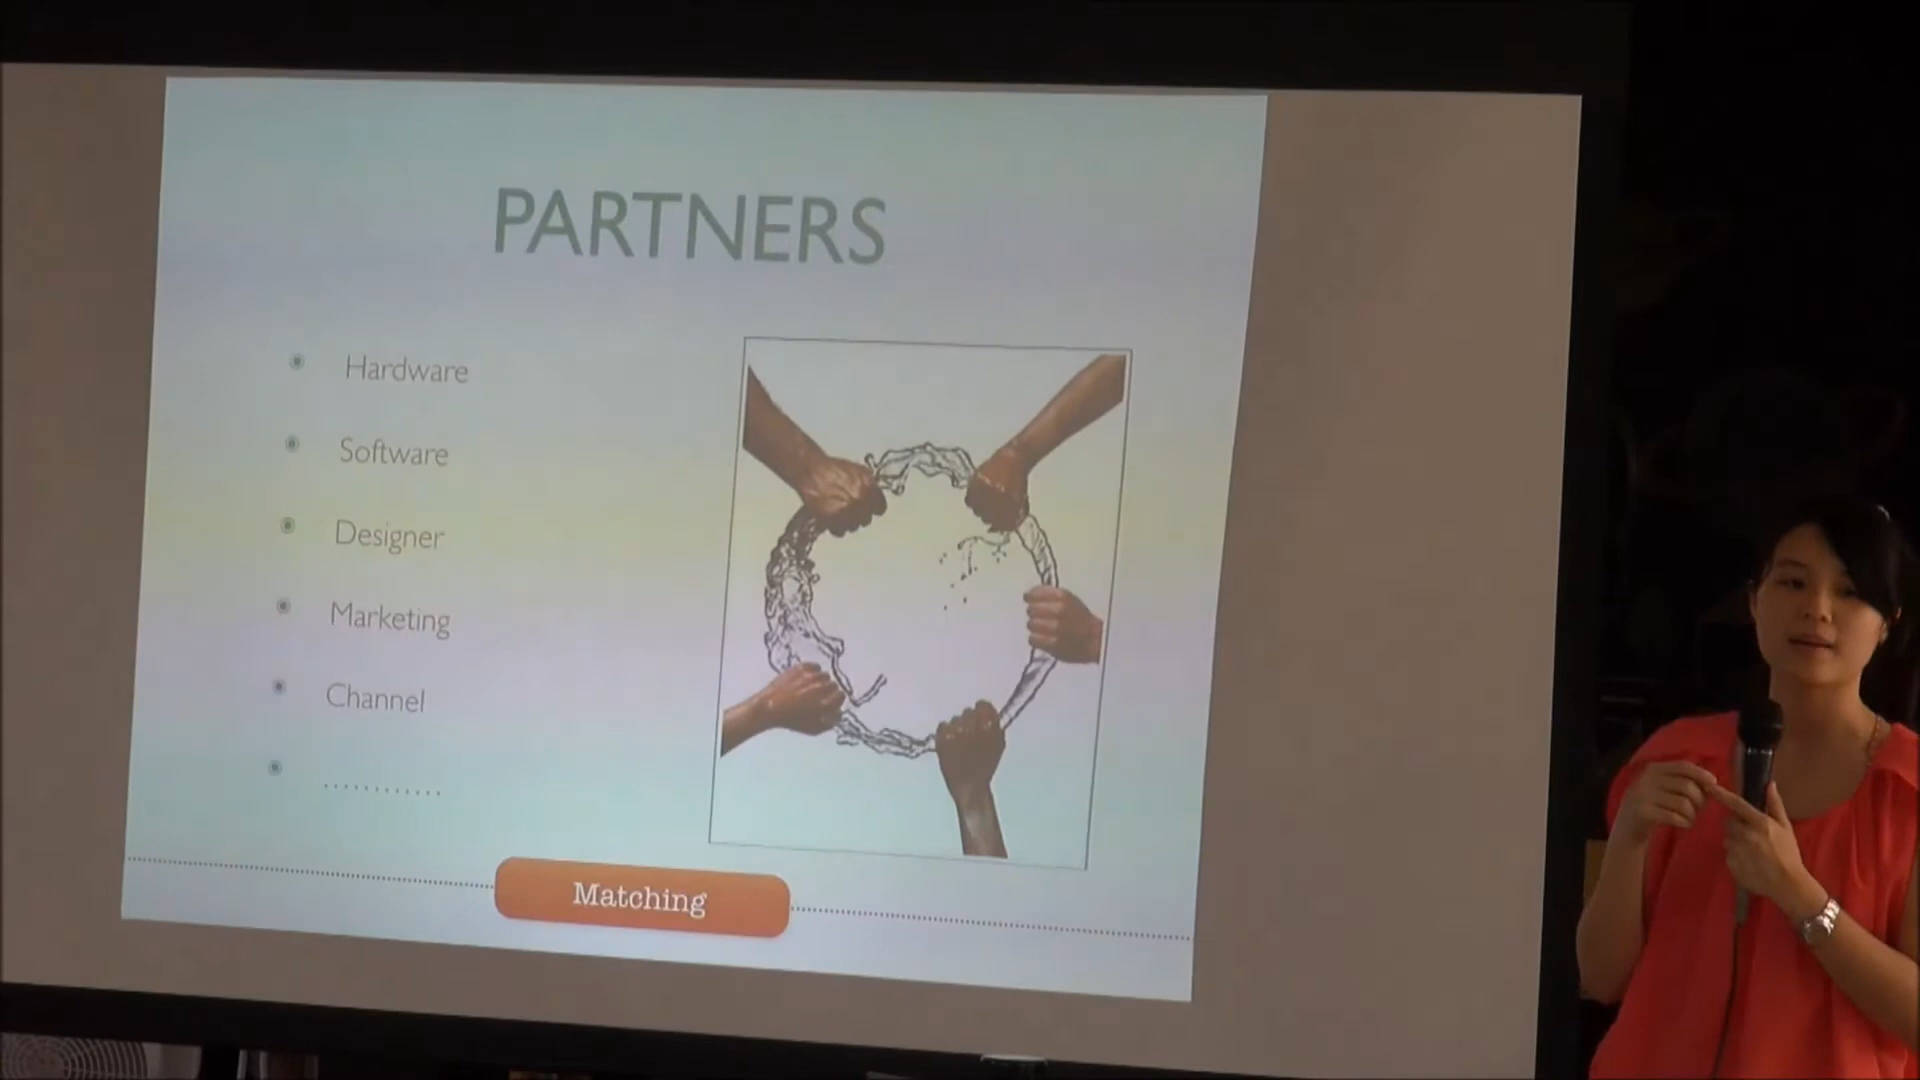 PARTNERS
Hardware
Software
Designer
Marketing
Channel
............
Matching